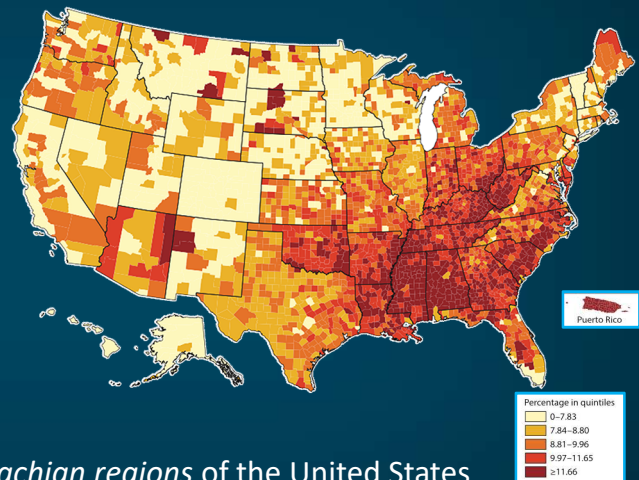 Puerto Rico
Percentage in quintiles
0–7.83
7.84–8.80
8.81–9.96
9.97–11.65
≥11.66
achian regions of the United States